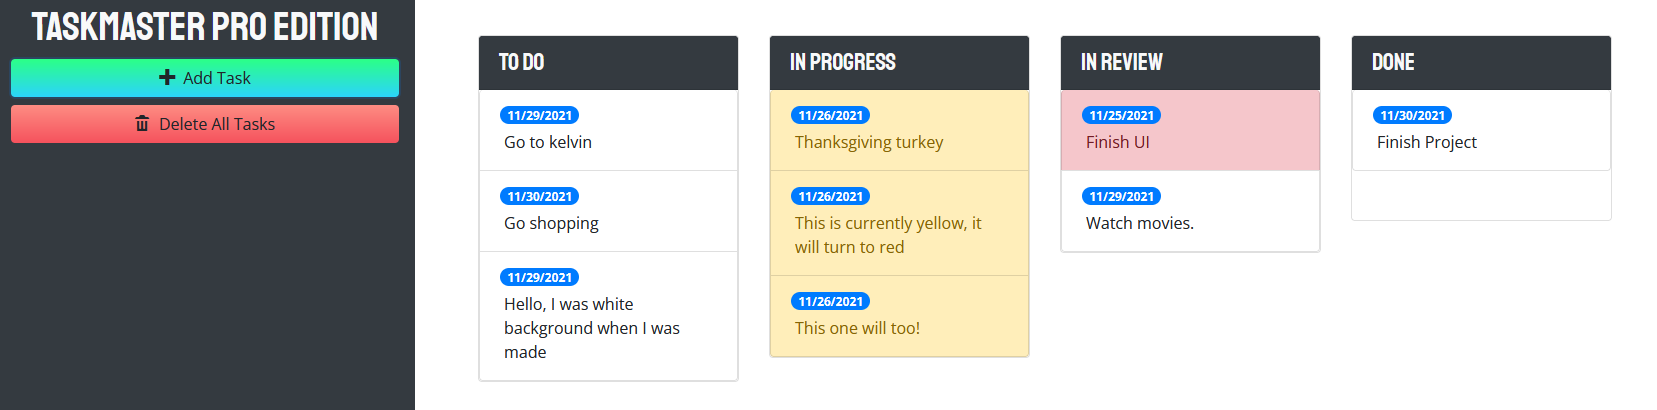 TASKMASTER PRO EDITION
Add Task
Delete All Tasks
TO DO
11/29/2021
Go to kelvin
11/30/2021
Go shopping
11/29/2021
Hello, I was white
background when I was
made
IN PROGRESS
11/26/2021
Thanksgiving turkey
11/26/2021
This is currently yellow, it
will turn to red
11/26/2021
This one will too!
IN REVIEW
11/25/2021
Finish UI
11/29/2021
Watch movies.
DONE
11/30/2021
Finish Project